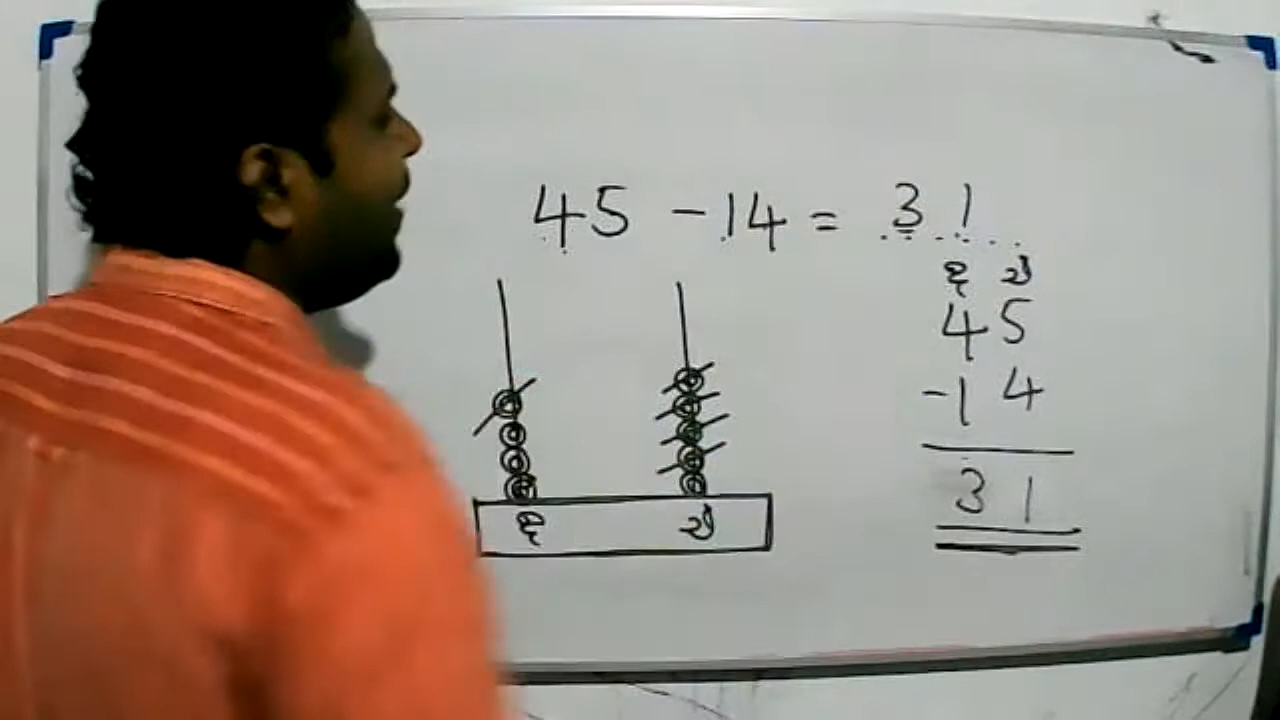 45 - 14 = 31
ද එ
45
- 14
31
ද එ